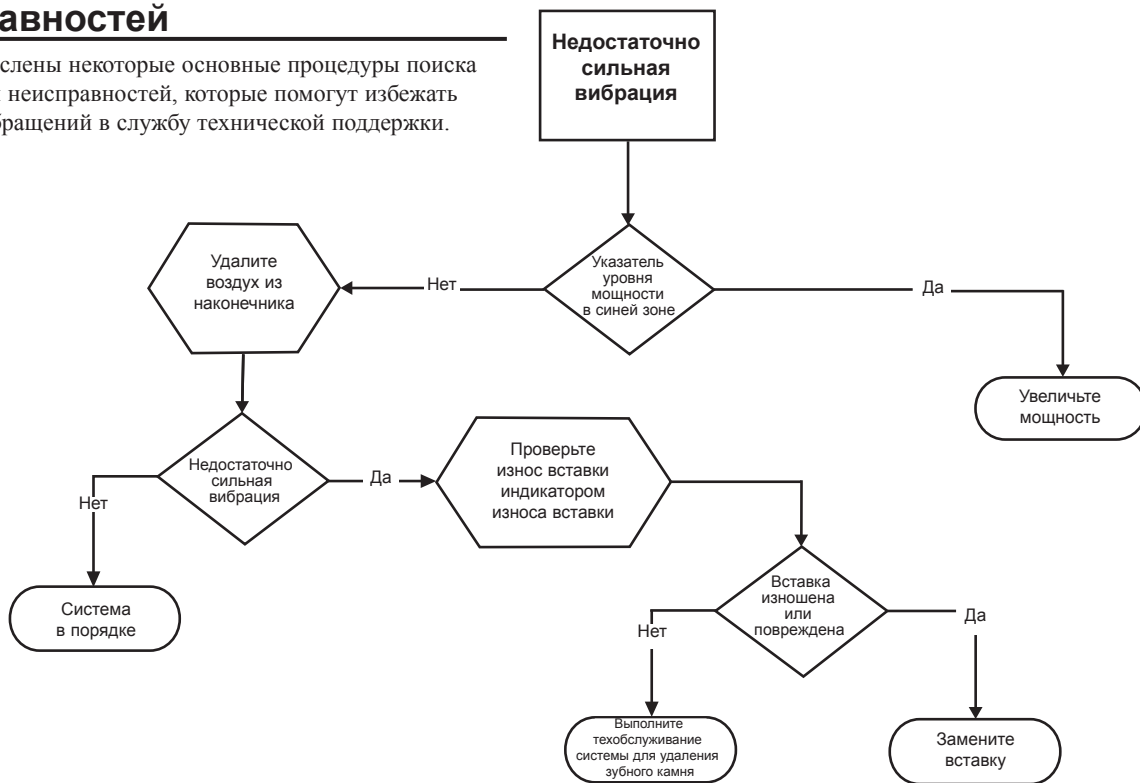 авностей
слены некоторые основные процедуры поиска
неисправностей, которые помогут избежать
бращений в службу технической поддержки.
Недостаточно
сильная
вибрация
Удалите
воздух из
наконечника
Нет
Указатель
уровня
мощности
в синей зоне
Да
Увеличьте
мощность
Недостаточно
сильная
вибрация
Да
Проверьте
износ вставки
индикатором
износа вставки
Нет
Система
в порядке
Вставка
изношена
или
повреждена
Нет
Да
Выполните
техобслуживание
системы для удаления
зубного камня
Замените
вставку